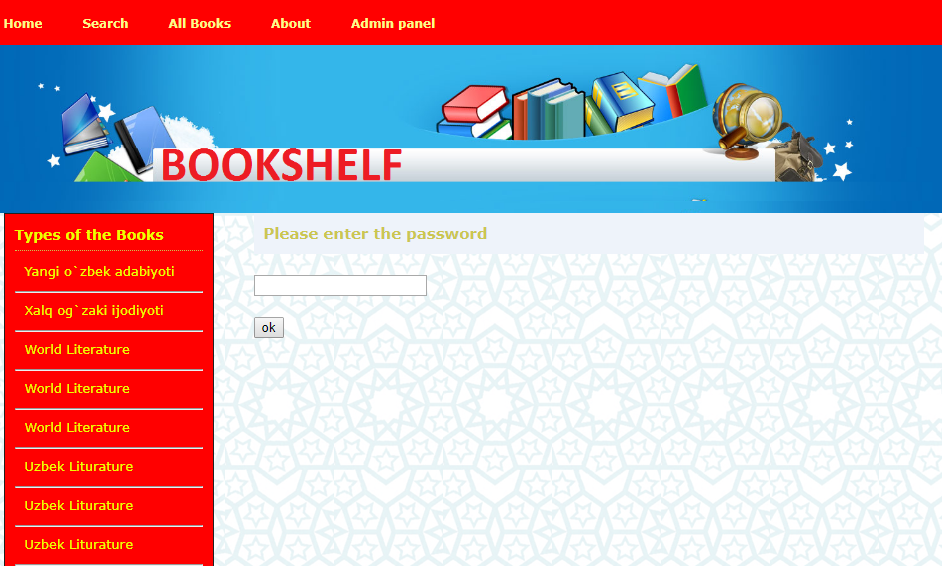 Home Search All Books About Admin panel
BOOKSHELF
Types of the Books
Yangi o`zbek adabiyoti
Xalq og`zaki ijodiyoti
World Literature
World Literature
World Literature
Uzbek Liturature
Uzbek Liturature
Uzbek Liturature
Please enter the password
ok